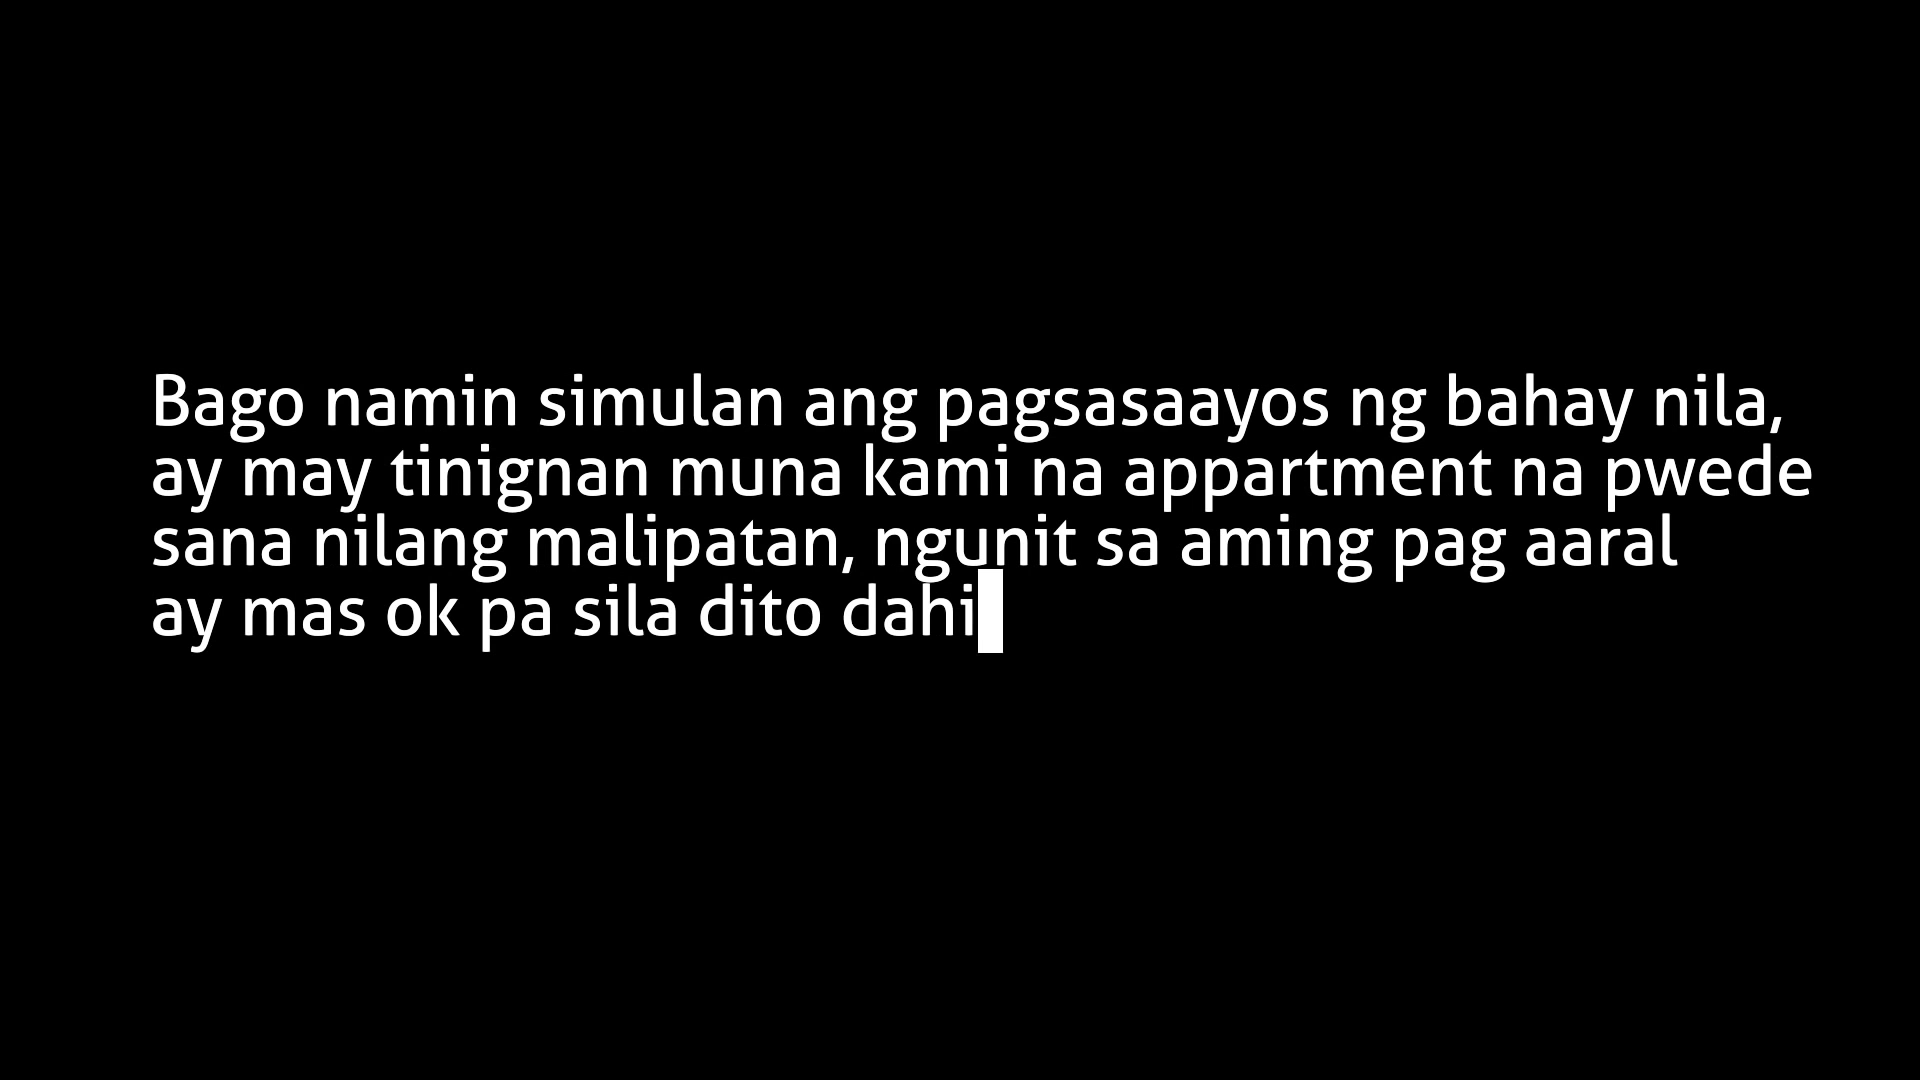 Bago namin simulan ang pagsasaayos ng bahay nila,
ay may tinignan muna kami na appartment na pwede
sana nilang malipatan, ngunit sa aming pag aaral
ay mas ok pa sila dito dahi